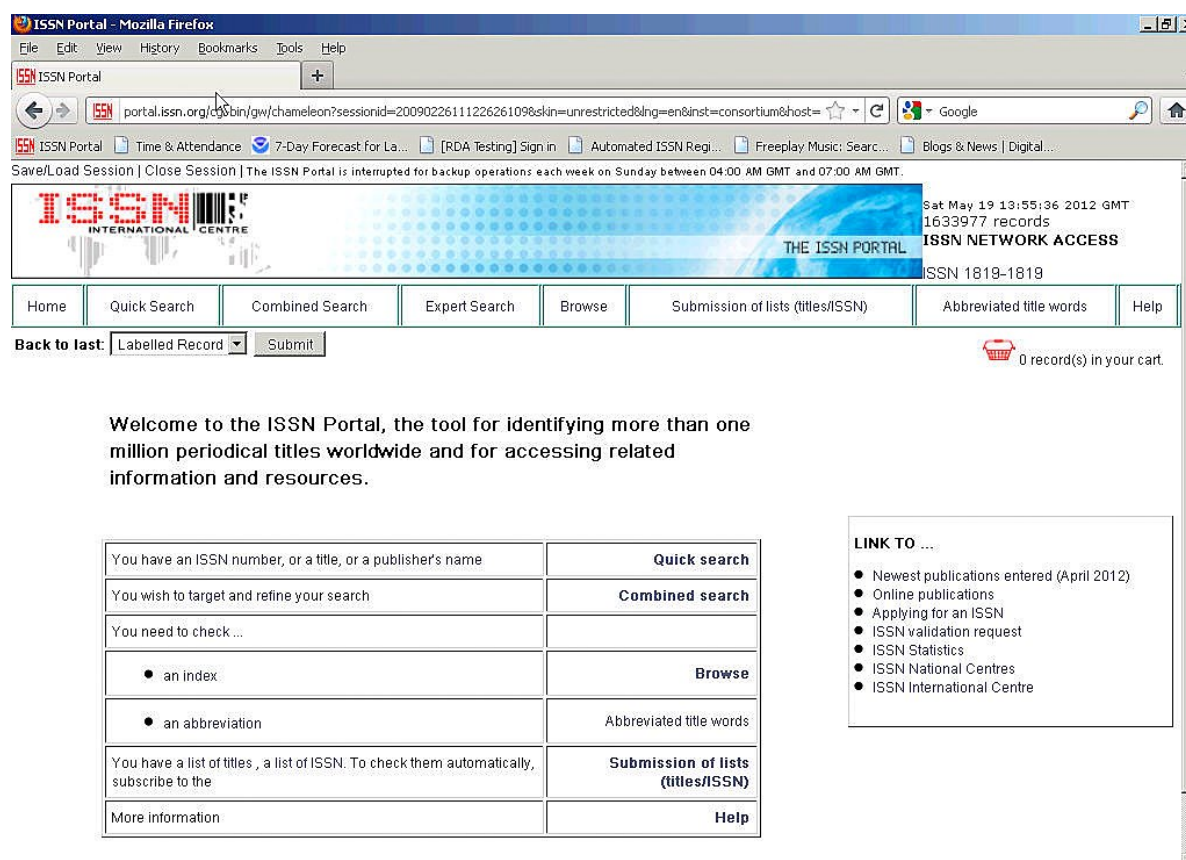 ISSN Portal - Mozilla Firefox
File Edit View History Bookmarks Tools Help
ISSN ISSN Portal +
ISSN portal.issn.org/cgi-bin/gw/chameleon?sessionid=2009022611122626109&skin=unrestricted&lng=en&inst=consortium&host= Google
ISSN ISSN Portal Time & Attendance 7-Day Forecast for La... [RDA Testing] Sign in Automated ISSN Regi... Freeplay Music: Searc... Blogs & News | Digital...
Save/Load Session | Close Session | The ISSN Portal is interrupted for backup operations each week on Sunday between 04:00 AM GMT and 07:00 AM GMT.
ISSN
INTERNATIONAL CENTRE
THE ISSN PORTAL
Sat May 19 13:55:36 2012 GMT
1633977 records
ISSN NETWORK ACCESS
ISSN 1819-1819
Home Quick Search Combined Search Expert Search Browse Submission of lists (titles/ISSN) Abbreviated title words Help
Back to last: Labelled Record Submit
0 record(s) in your cart.
Welcome to the ISSN Portal, the tool for identifying more than one
million periodical titles worldwide and for accessing related
information and resources.
You have an ISSN number, or a title, or a publisher's name Quick search
You wish to target and refine your search Combined search
You need to check ...
• an index Browse
• an abbreviation Abbreviated title words
You have a list of titles , a list of ISSN. To check them automatically, Submission of lists
subscribe to the (titles/ISSN)
More information Help
LINK TO ...
• Newest publications entered (April 2012)
• Online publications
• Applying for an ISSN
• ISSN validation request
• ISSN Statistics
• ISSN National Centres
• ISSN International Centre